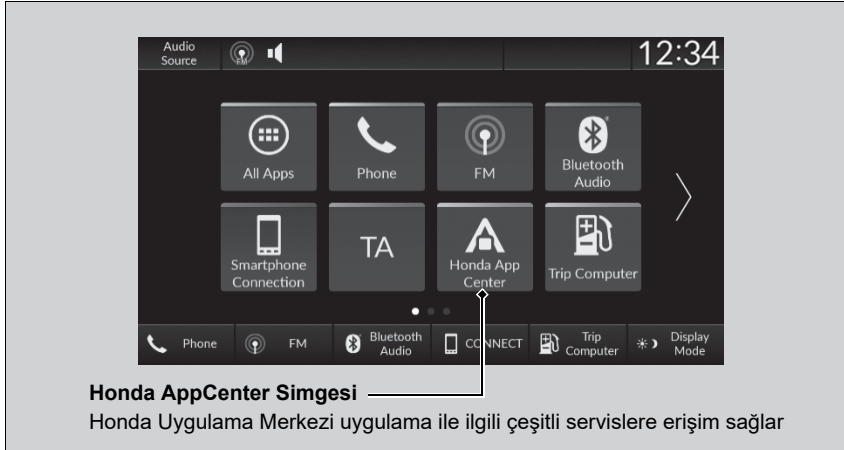 Audio
Source
FM
12:34
All Apps
Phone
FM
Bluetooth
Audio
Smartphone
Connection
TA
Honda App
Center
Trip Computer
Phone
FM
Bluetooth
Audio
CONNECT
Trip
Computer
Display
Mode
Honda AppCenter Simgesi
Honda Uygulama Merkezi uygulama ile ilgili çeşitli servislere erişim sağlar